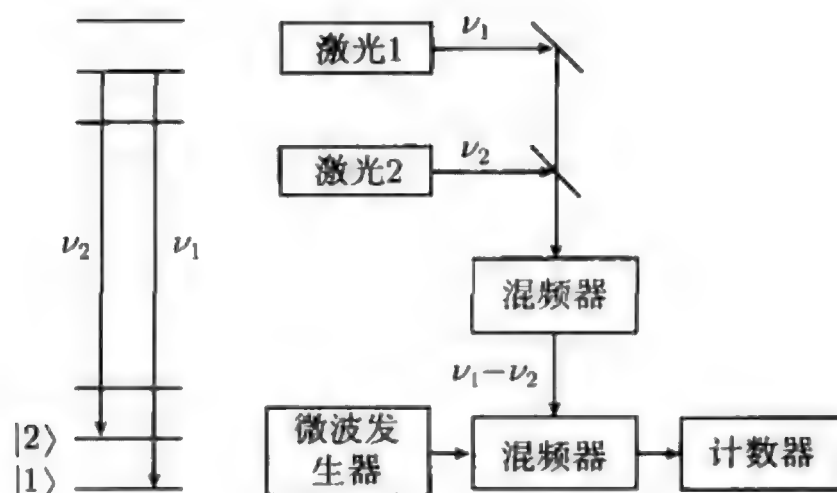 激光1
ν₁
激光2
ν₂
ν₂
ν₁
混频器
ν₁−ν₂
|2⟩
|1⟩
微波发
生器
混频器
计数器